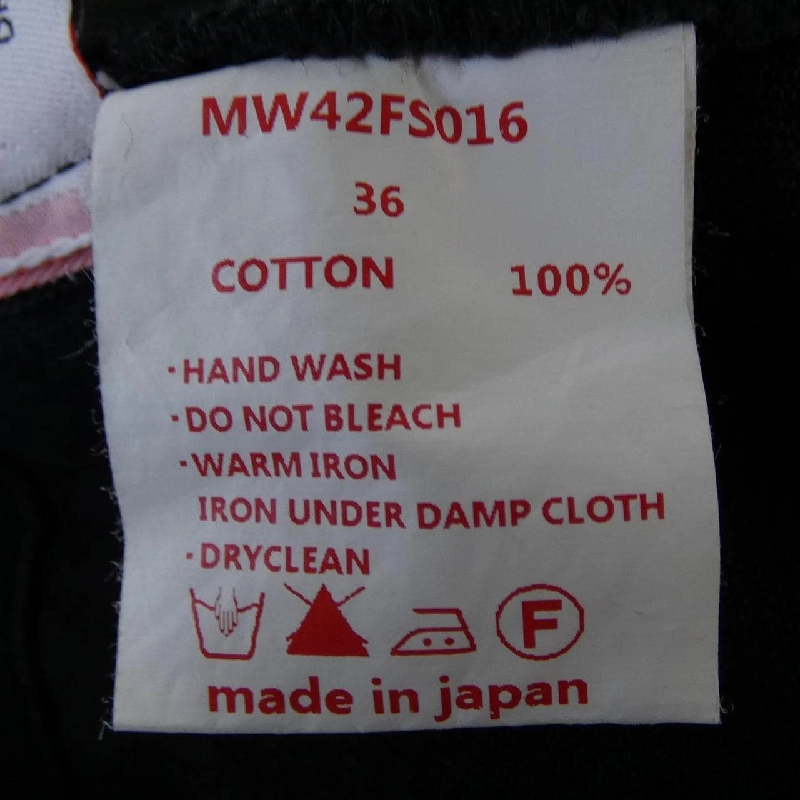 MW42FS016
36
COTTON 100%
·HAND WASH
·DO NOT BLEACH
·WARM IRON
IRON UNDER DAMP CLOTH
·DRYCLEAN
F
made in japan